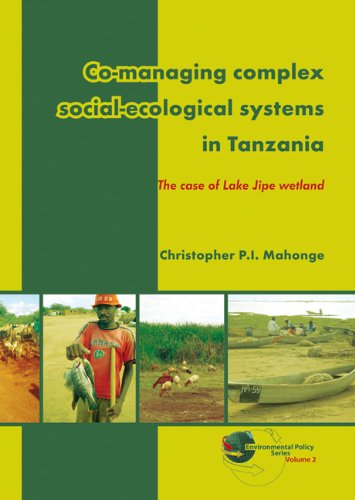 Co-managing complex
social-ecological systems
in Tanzania
The case of Lake Jipe wetland
Christopher P.I. Mahonge
Environmental Policy
Series
Volume 2